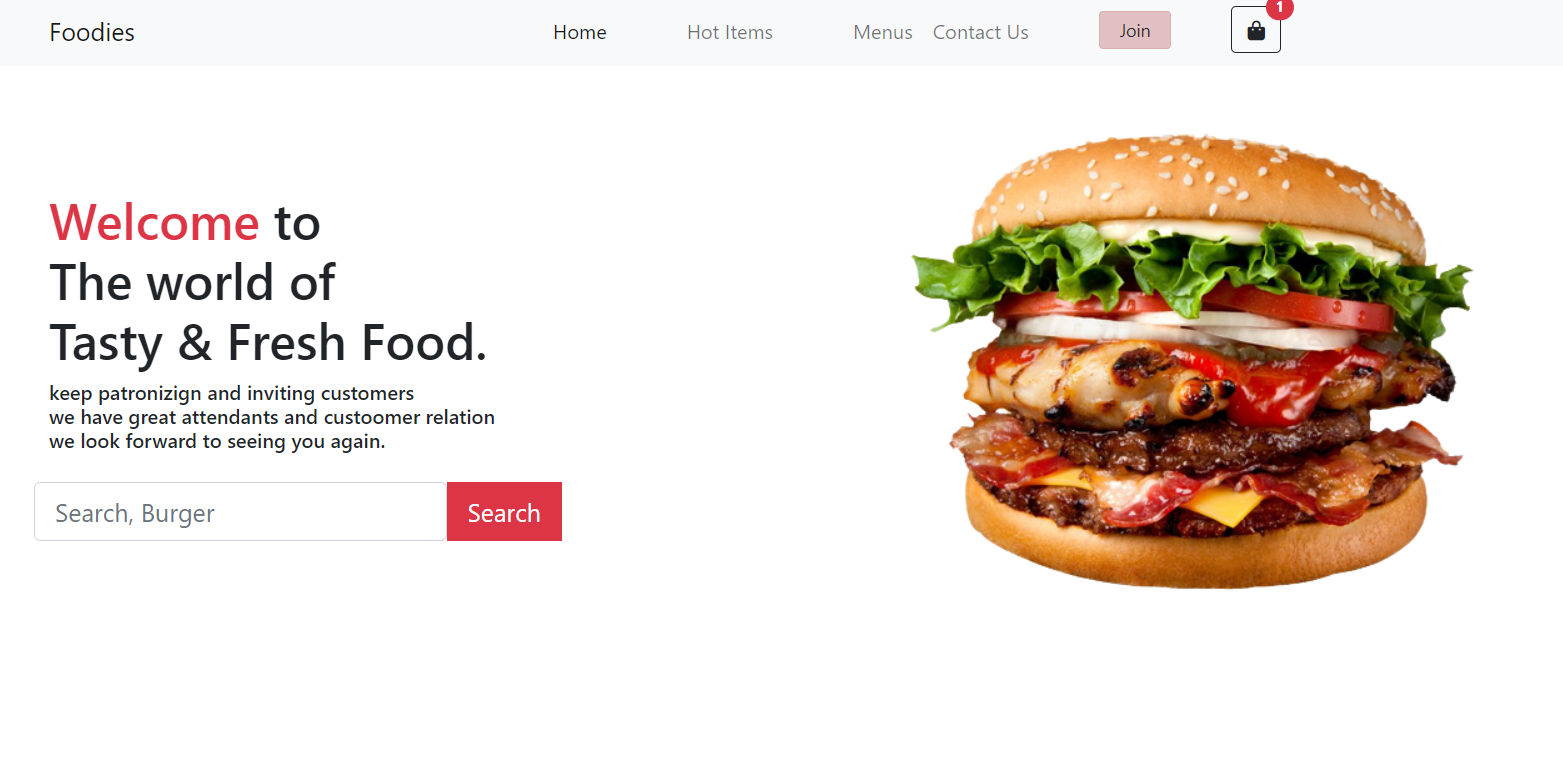 Foodies
Home
Hot Items
Menus
Contact Us
Join
1
Welcome to
The world of
Tasty & Fresh Food.
keep patronizign and inviting customers
we have great attendants and custoomer relation
we look forward to seeing you again.
Search, Burger
Search